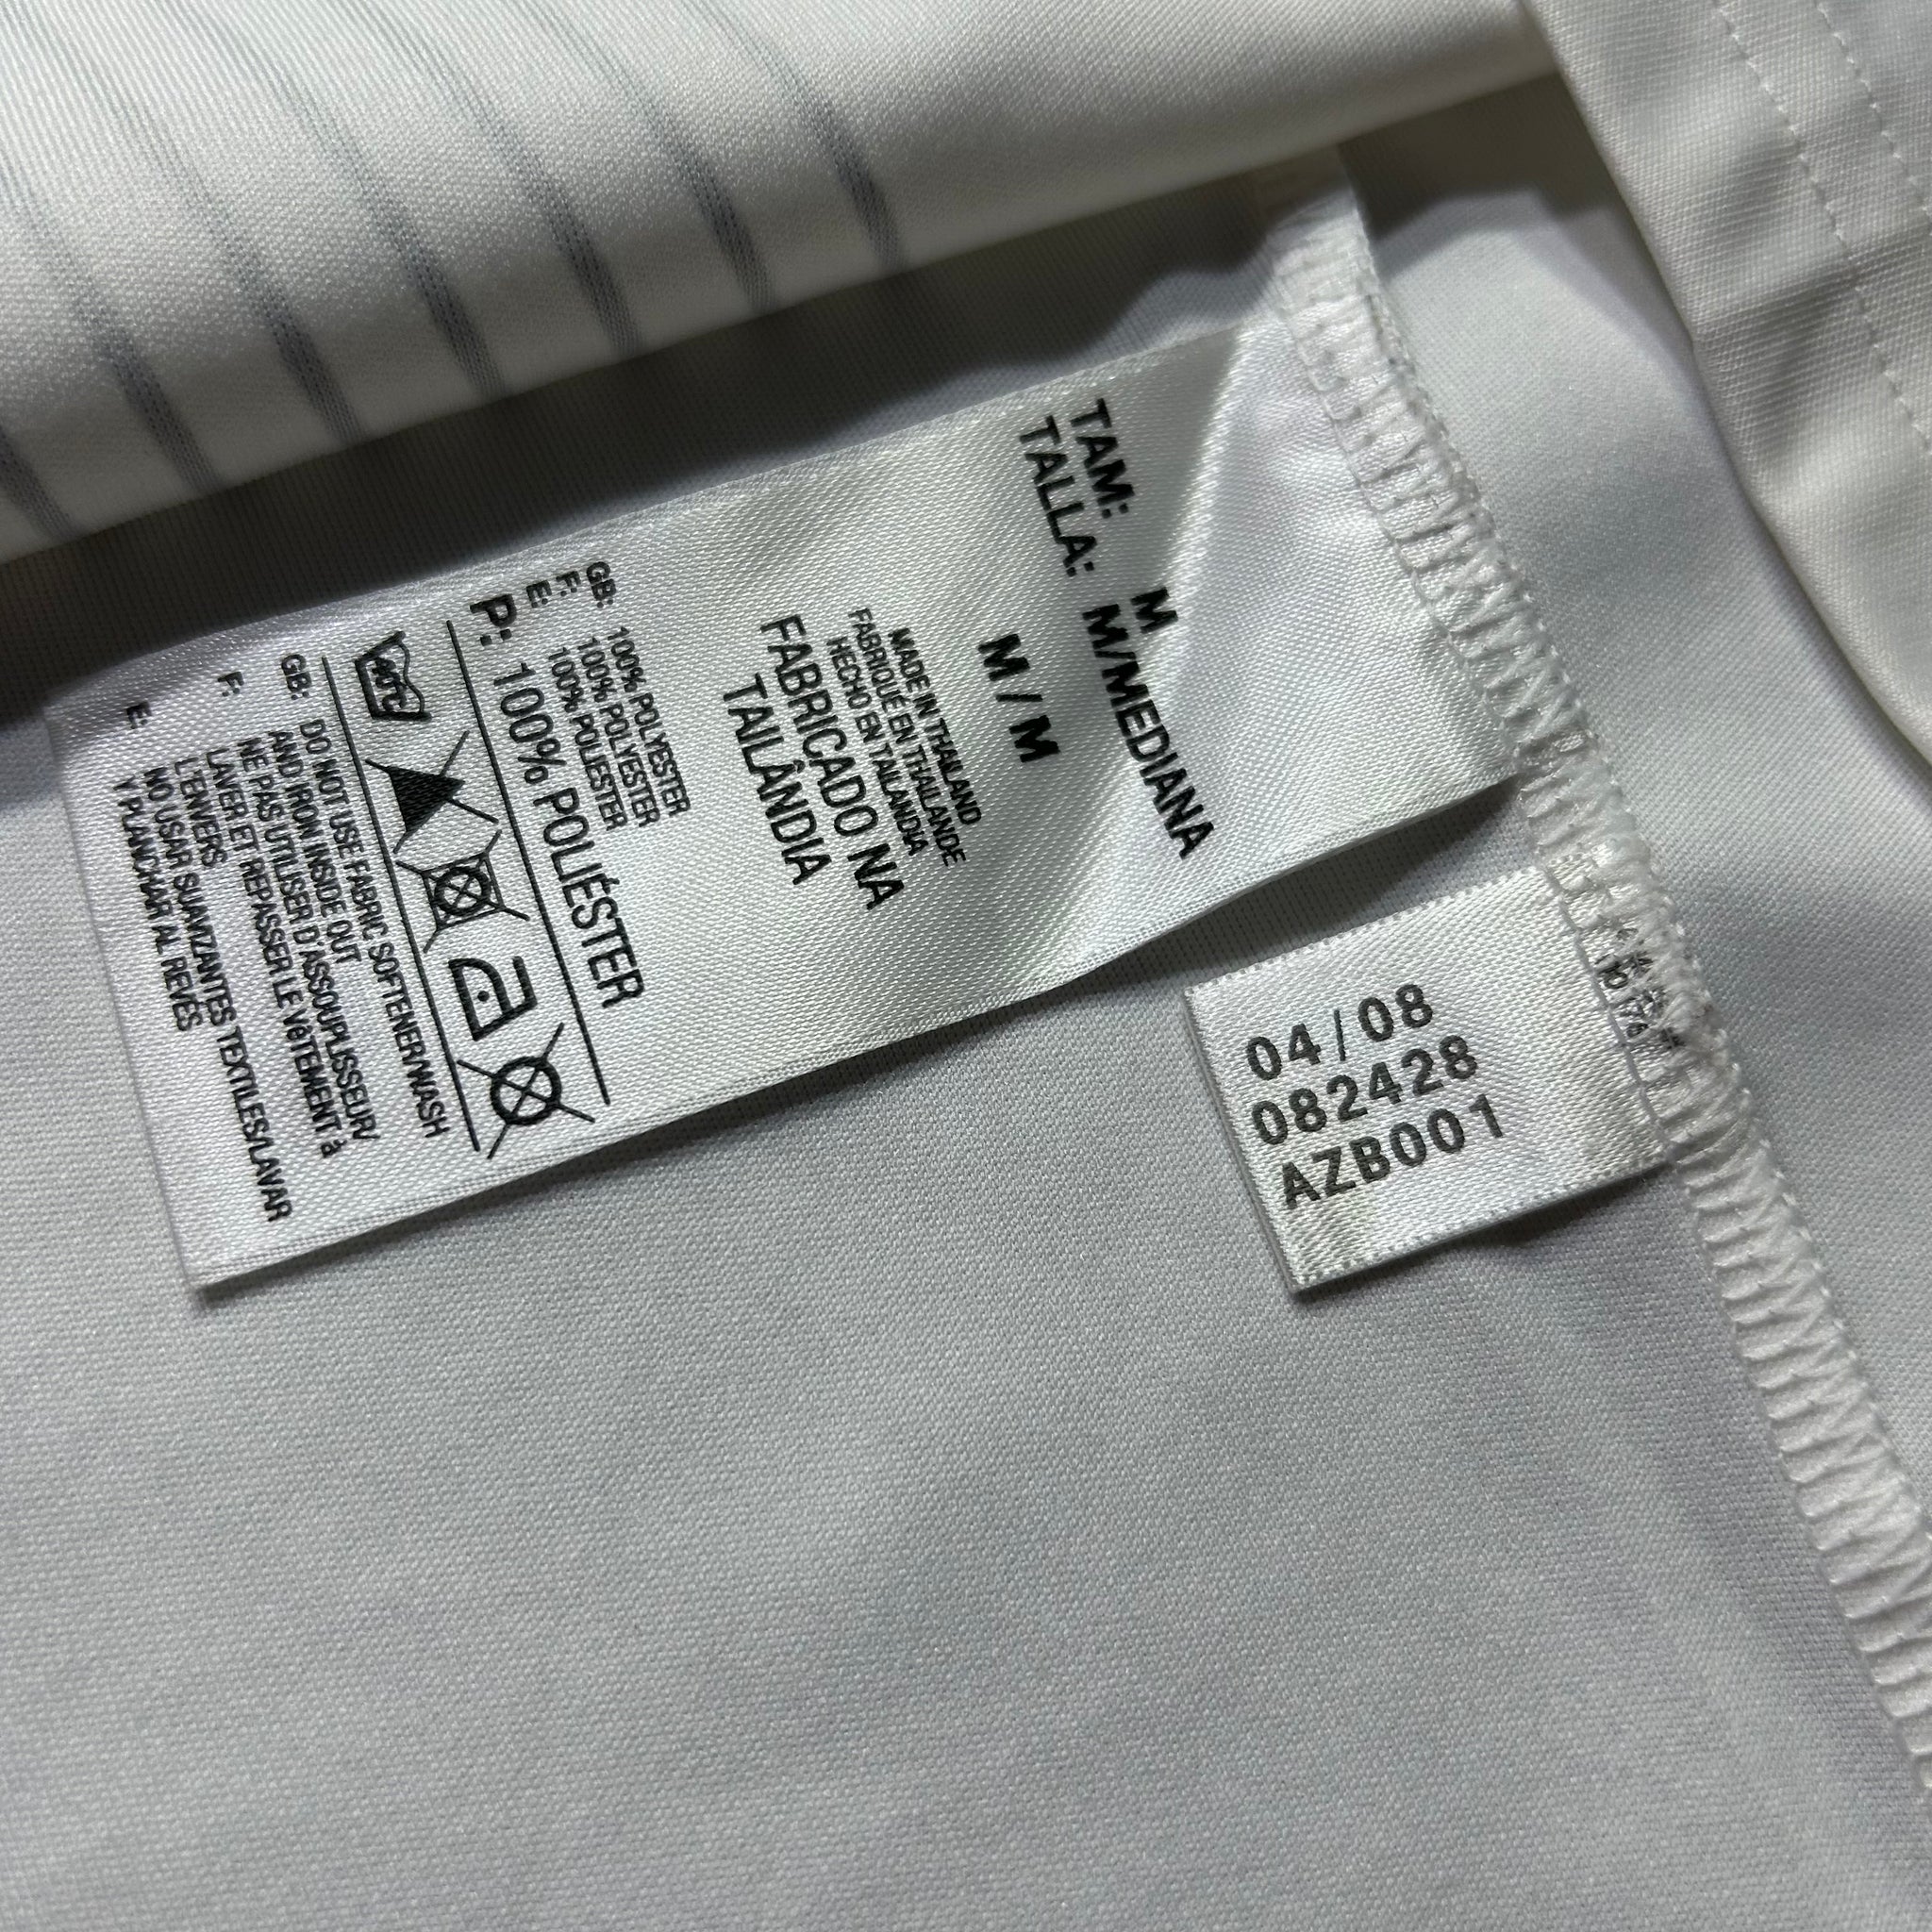 TAM: M
TALLA: M/MEDIANA
M / M
MADE IN THAILAND
FABRIQUÉ EN THAILANDE
HECHO EN TAILANDIA
FABRICADO NA
TAILÂNDIA
GB: 100% POLYESTER
F: 100% POLYESTER
E: 100% POLIESTER
P: 100% POLIÉSTER
40°C
GB: DO NOT USE FABRIC SOFTENER/WASH
AND IRON INSIDE OUT
F: NE PAS UTILISER D'ASSOUPLISSEUR/
LAVER ET REPASSER LE VêTEMENT à
L'ENVERS
E: NO USAR SUAVIZANTES TEXTILES/LAVAR
Y PLANCHAR AL REVÉS
04/08
082428
AZB001